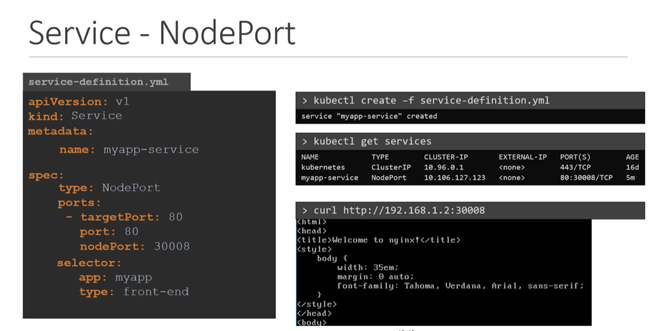 Service - NodePort
service-definition.yml
apiVersion: v1
kind: Service
metadata:
name: myapp-service
spec:
type: NodePort
ports:
- targetPort: 80
port: 80
nodePort: 30008
selector:
app: myapp
type: front-end
> kubectl create –f service-definition.yml
service "myapp-service" created
> kubectl get services
NAME TYPE CLUSTER-IP EXTERNAL-IP PORT(S) AGE
kubernetes ClusterIP 10.96.0.1 <none> 443/TCP 16d
myapp-service NodePort 10.106.127.123 <none> 80:30008/TCP 5m
> curl http://192.168.1.2:30008
<html>
<head>
<title>Welcome to nginx!</title>
<style>
body {
width: 35em;
margin: 0 auto;
font-family: Tahoma, Verdana, Arial, sans-serif;
}
</style>
</head>
<body>